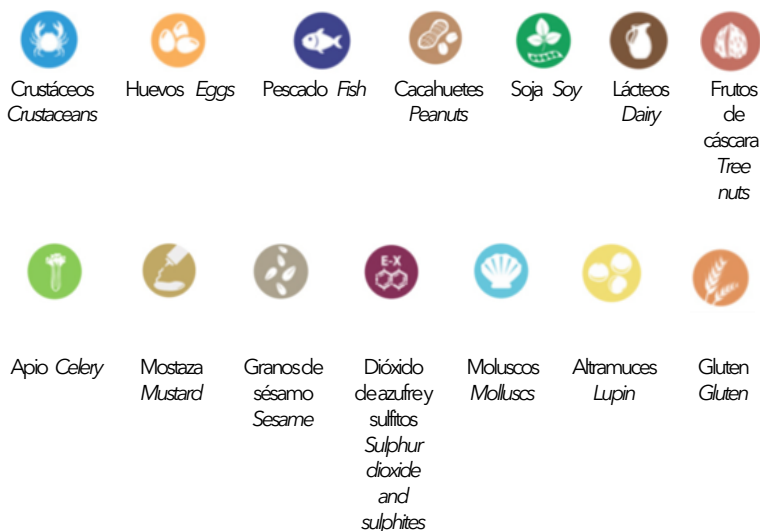 Crustáceos
Crustaceans
Huevos Eggs
Pescado Fish
Cacahuetes
Peanuts
Soja Soy
Lácteos
Dairy
Frutos
de
cáscara
Tree
nuts
E-X
Apio Celery
Mostaza
Mustard
Granos de
sésamo
Sesame
Dióxido
de azufre y
sulfitos
Sulphur
dioxide
and
sulphites
Moluscos
Molluscs
Altramuces
Lupin
Gluten
Gluten